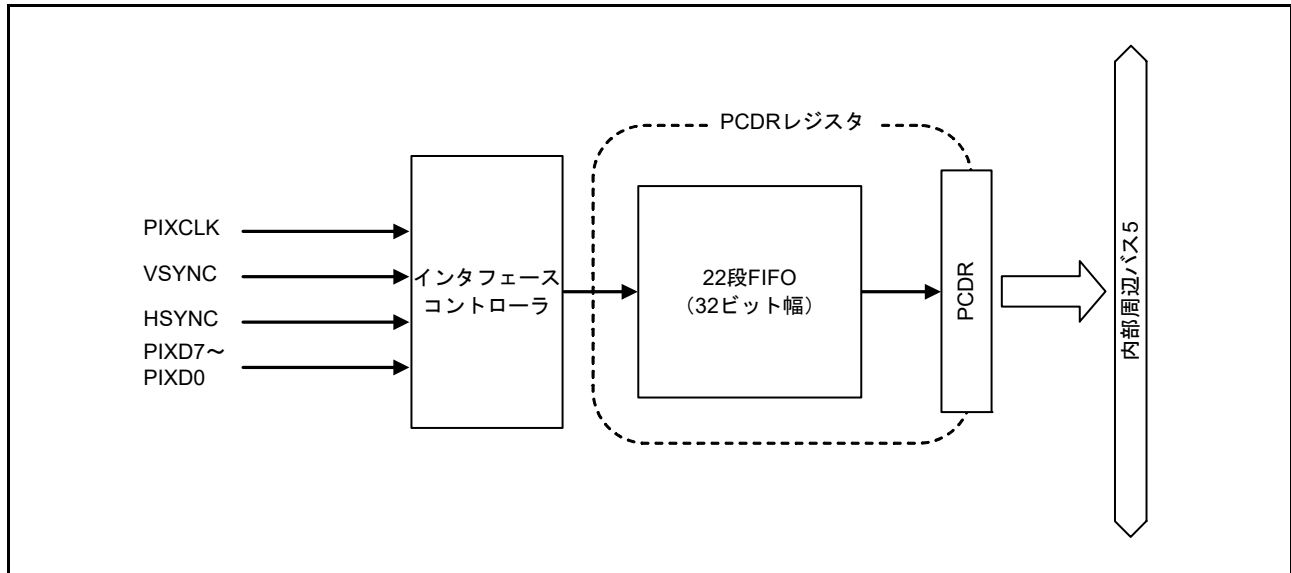 PCDRレジスタ
PIXCLK
VSYNC
HSYNC
PIXD7～
PIXD0
インタフェース
コントローラ
22段FIFO
（32ビット幅）
PCDR
内部周辺バス5